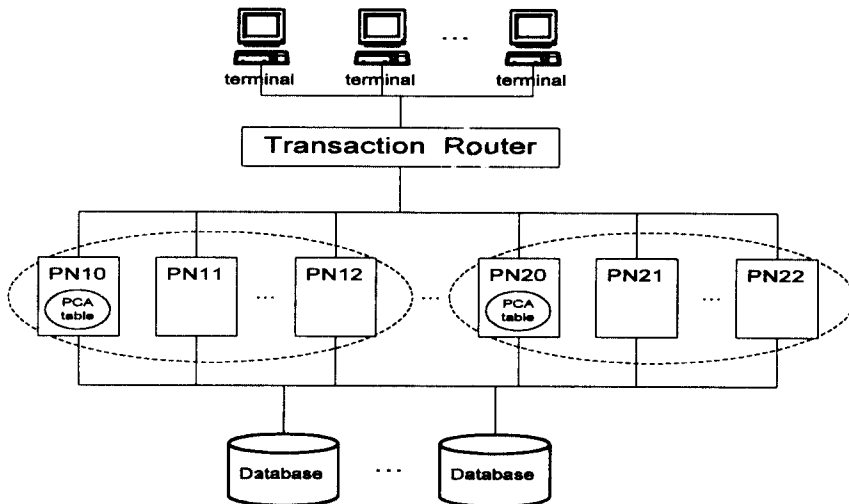 terminal
terminal
...
terminal
Transaction Router
PN10
PCA
table
PN11
...
PN12
...
PN20
PCA
table
PN21
...
PN22
Database
...
Database